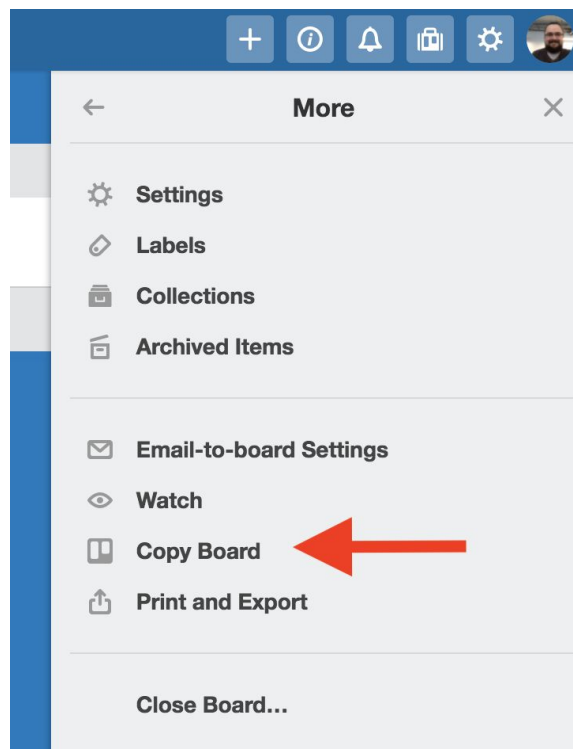 More
Settings
Labels
Collections
Archived Items
Email-to-board Settings
Watch
Copy Board
Print and Export
Close Board...